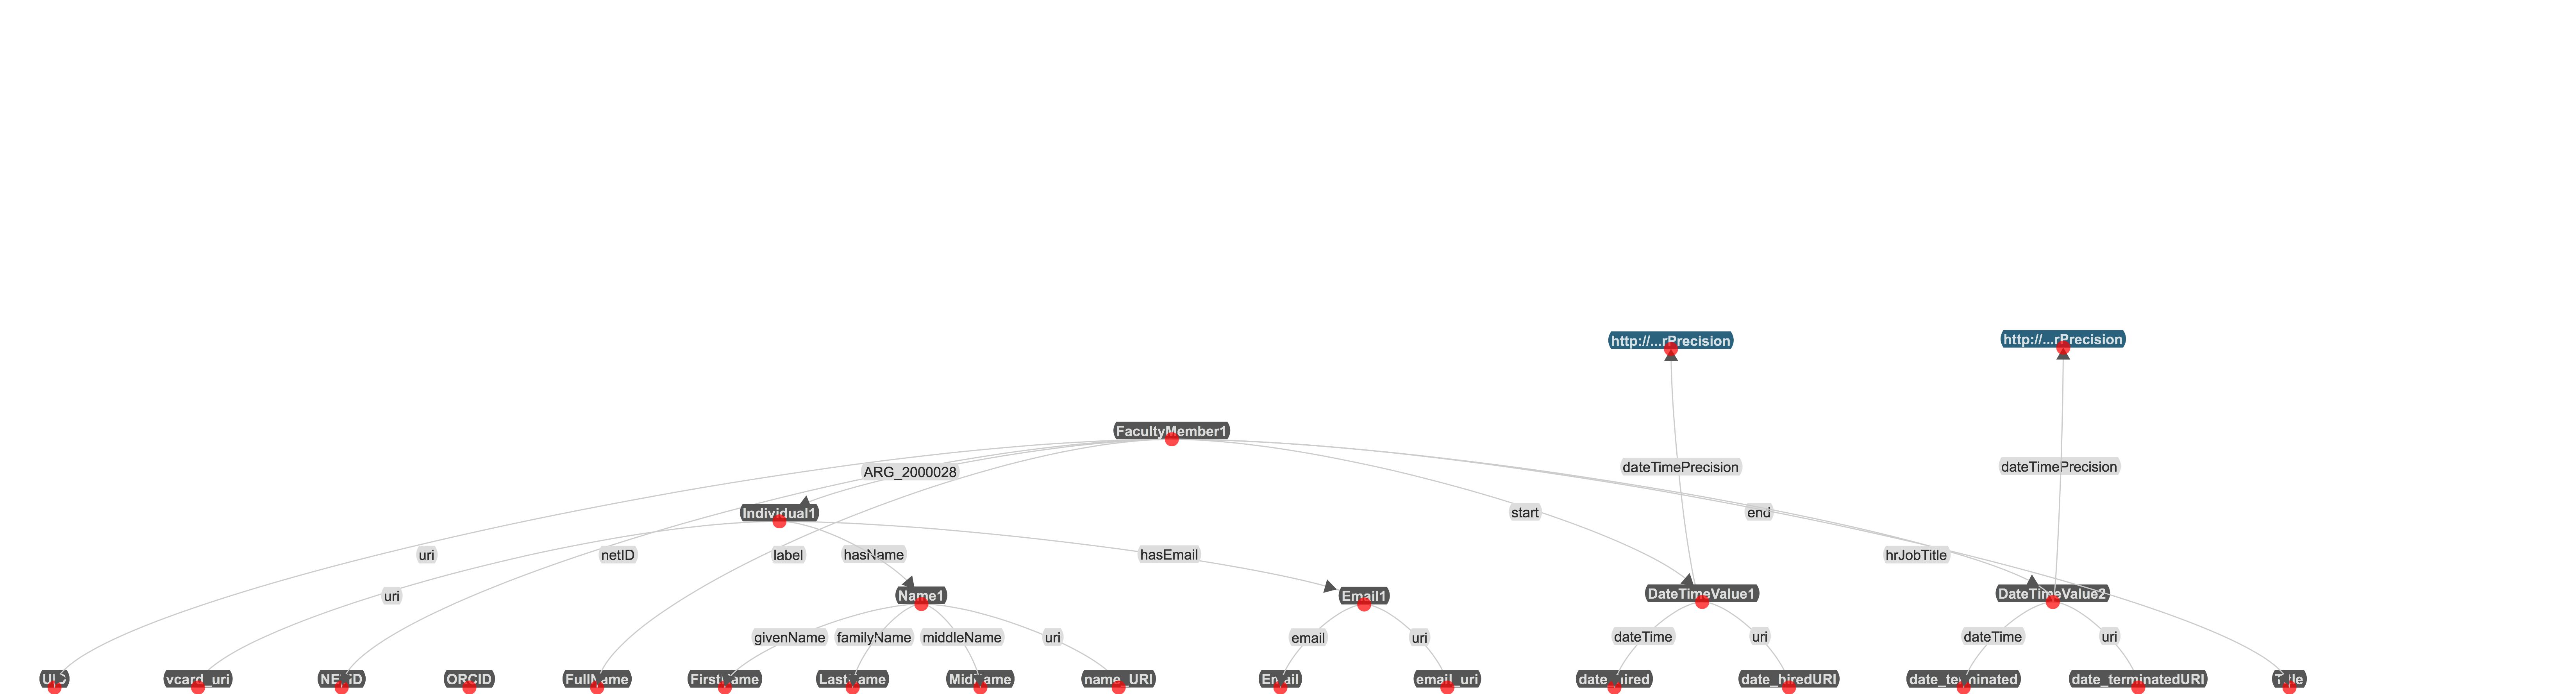 http://...rPrecision
http://...rPrecision
FacultyMember1
dateTimePrecision
dateTimePrecision
ARG_2000028
Individual1
start
end
uri
netID
label
hasName
hasEmail
hrJobTitle
uri
Name1
Email1
DateTimeValue1
DateTimeValue2
givenName
familyName
middleName
uri
email
uri
dateTime
uri
dateTime
uri
vcard_uri
ORCID
FullName
FirstName
LastName
MidName
name_URI
Email
email_uri
date_hired
date_hiredURI
date_terminated
date_terminatedURI
Title